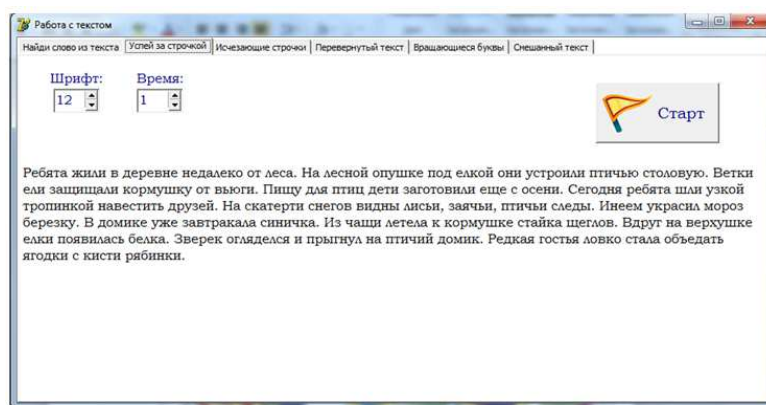 Работа с текстом
Найди слово из текста Успей за строчкой Исчезающие строчки Перевернутый текст Вращающиеся буквы Смешанный текст
Шрифт: Время:
12 1
Старт
Ребята жили в деревне недалеко от леса. На лесной опушке под елкой они устроили птичью столовую. Ветки
ели защищали кормушку от вьюги. Пищу для птиц дети заготовили еще с осени. Сегодня ребята шли узкой
тропинкой навестить друзей. На скатерти снегов видны лисьи, заячьи, птичьи следы. Инеем украсил мороз
березку. В домике уже завтракала синичка. Из чащи летела к кормушке стайка щеглов. Вдруг на верхушке
елки появилась белка. Зверек огляделся и прыгнул на птичий домик. Редкая гостья ловко стала объедать
ягодки с кисти рябинки.